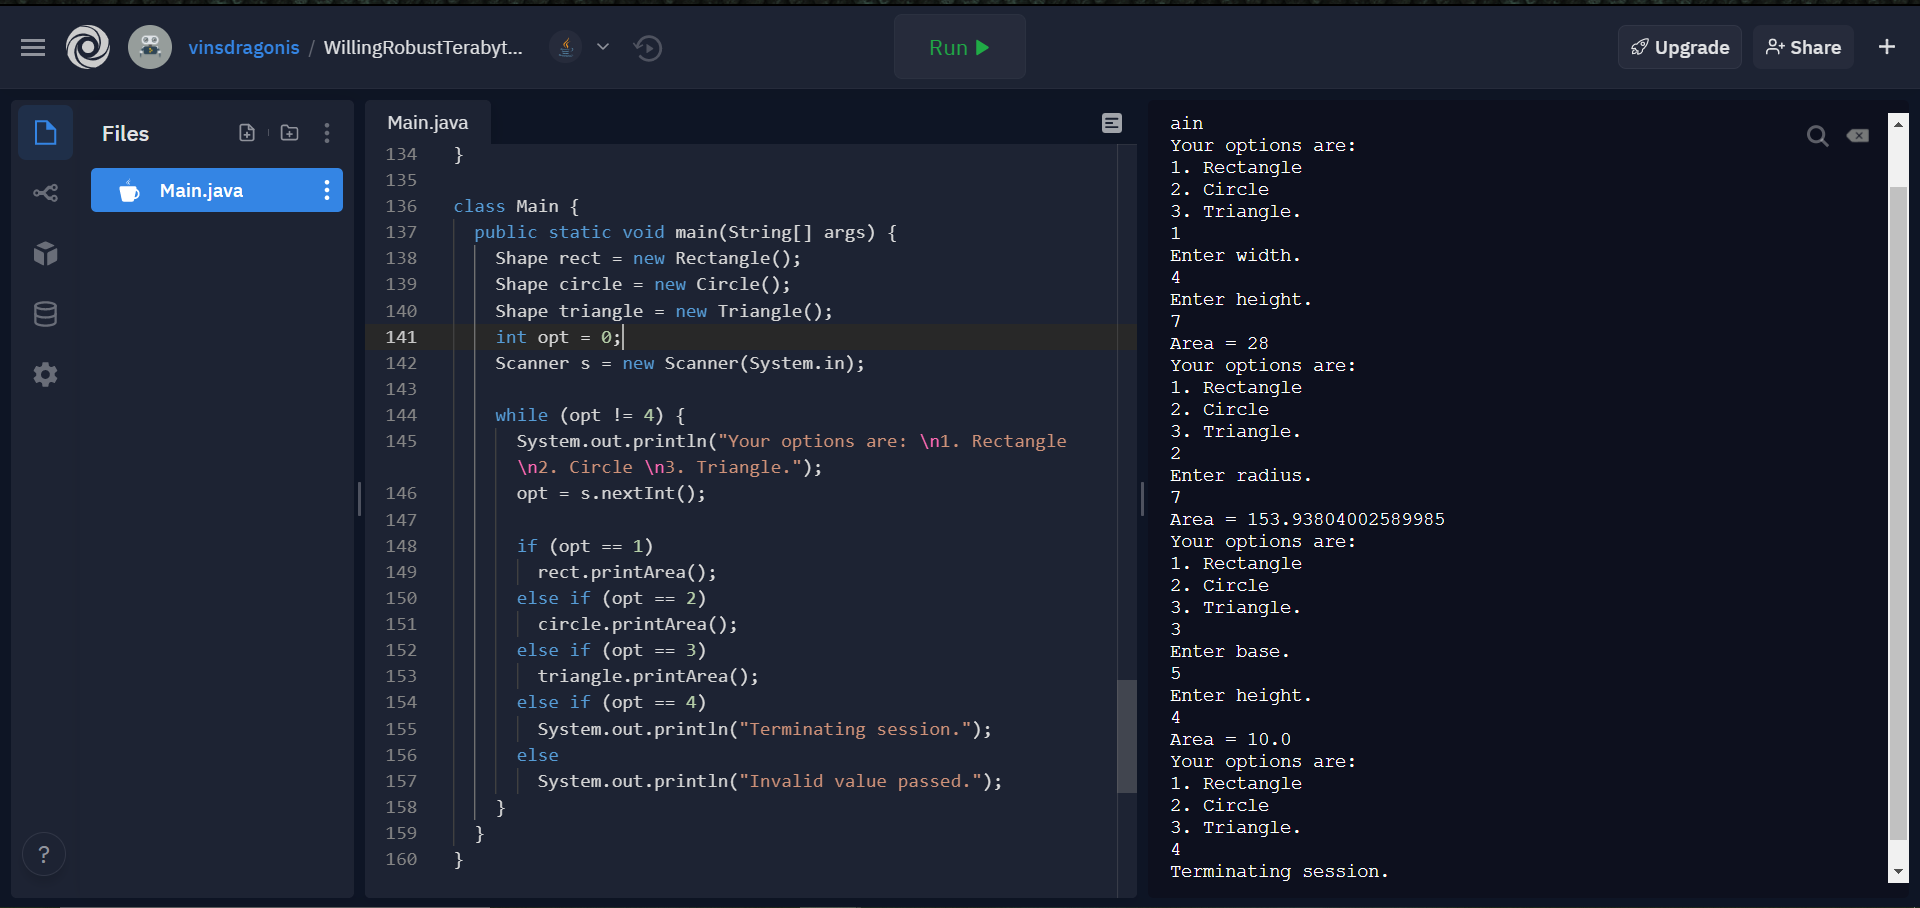 vinsdragonis / WillingRobustTerabyt...
Run
Upgrade
Share
Files
Main.java
Main.java
134 }
135
136 class Main {
137 public static void main(String[] args) {
138 Shape rect = new Rectangle();
139 Shape circle = new Circle();
140 Shape triangle = new Triangle();
141 int opt = 0;
142 Scanner s = new Scanner(System.in);
143
144 while (opt != 4) {
145 System.out.println("Your options are: \n1. Rectangle
\n2. Circle \n3. Triangle.");
146 opt = s.nextInt();
147
148 if (opt == 1)
149 rect.printArea();
150 else if (opt == 2)
151 circle.printArea();
152 else if (opt == 3)
153 triangle.printArea();
154 else if (opt == 4)
155 System.out.println("Terminating session.");
156 else
157 System.out.println("Invalid value passed.");
158 }
159 }
160 }
?
ain
Your options are:
1. Rectangle
2. Circle
3. Triangle.
1
Enter width.
4
Enter height.
7
Area = 28
Your options are:
1. Rectangle
2. Circle
3. Triangle.
2
Enter radius.
7
Area = 153.93804002589985
Your options are:
1. Rectangle
2. Circle
3. Triangle.
3
Enter base.
5
Enter height.
4
Area = 10.0
Your options are:
1. Rectangle
2. Circle
3. Triangle.
4
Terminating session.